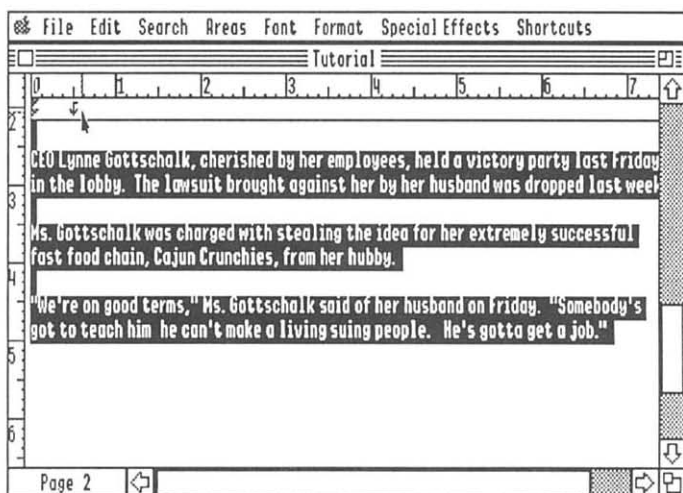 File Edit Search Areas Font Format Special Effects Shortcuts
Tutorial
0 1 2 3 4 5 6 7
2
CEO Lynne Gottschalk, cherished by her employees, held a victory party last Friday
in the lobby. The lawsuit brought against her by her husband was dropped last week
3
Ms. Gottschalk was charged with stealing the idea for her extremely successful
fast food chain, Cajun Crunchies, from her hubby.
4
"We're on good terms," Ms. Gottschalk said of her husband on Friday. "Somebody's
got to teach him he can't make a living suing people. He's gotta get a job."
5
6
Page 2